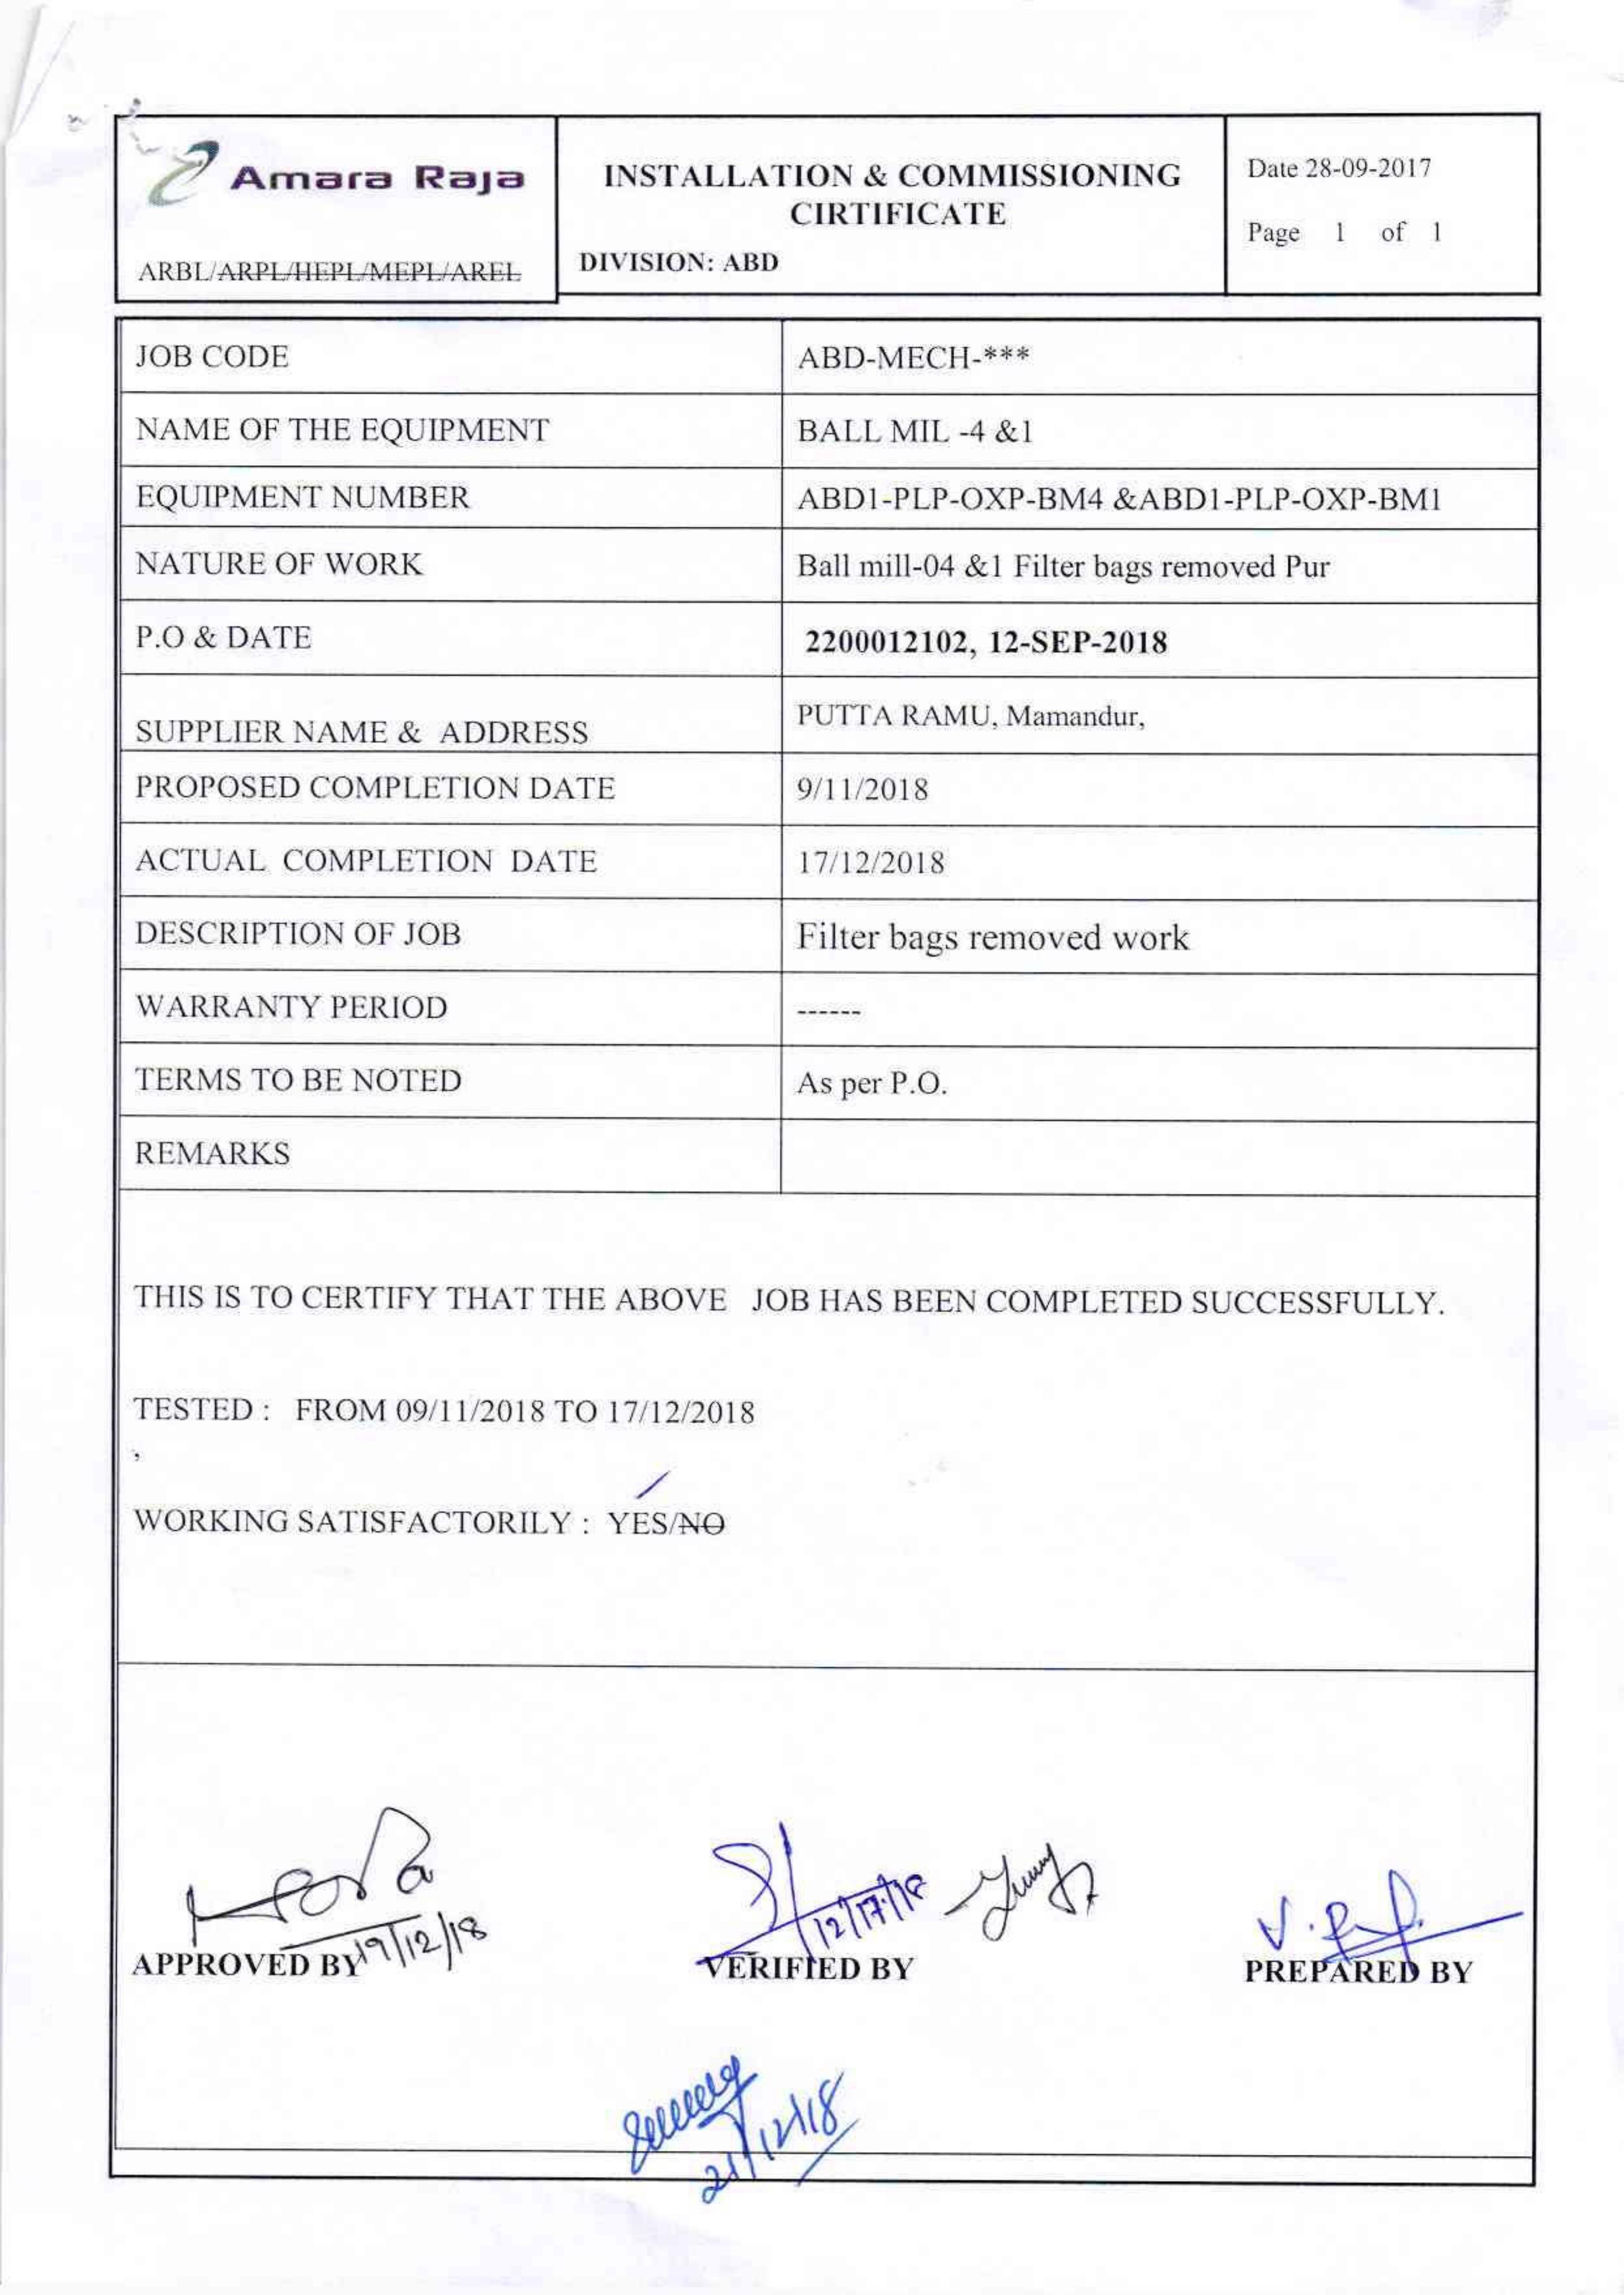 Amara Raja
ARBL/ARPL/HEPL/MEPL/AREL
INSTALLATION & COMMISSIONING
CIRTIFICATE
DIVISION: ABD
Date 28-09-2017
Page 1 of 1
JOB CODE ABD-MECH-***
NAME OF THE EQUIPMENT BALL MIL -4 &1
EQUIPMENT NUMBER ABD1-PLP-OXP-BM4 &ABD1-PLP-OXP-BM1
NATURE OF WORK Ball mill-04 &1 Filter bags removed Pur
P.O & DATE 2200012102, 12-SEP-2018
SUPPLIER NAME & ADDRESS PUTTA RAMU, Mamandur,
PROPOSED COMPLETION DATE 9/11/2018
ACTUAL COMPLETION DATE 17/12/2018
DESCRIPTION OF JOB Filter bags removed work
WARRANTY PERIOD ------
TERMS TO BE NOTED As per P.O.
REMARKS
THIS IS TO CERTIFY THAT THE ABOVE JOB HAS BEEN COMPLETED SUCCESSFULLY.
TESTED : FROM 09/11/2018 TO 17/12/2018
,
WORKING SATISFACTORILY : YES/NO
19/12/18
12/17/18
APPROVED BY VERIFIED BY PREPARED BY
21/12/18